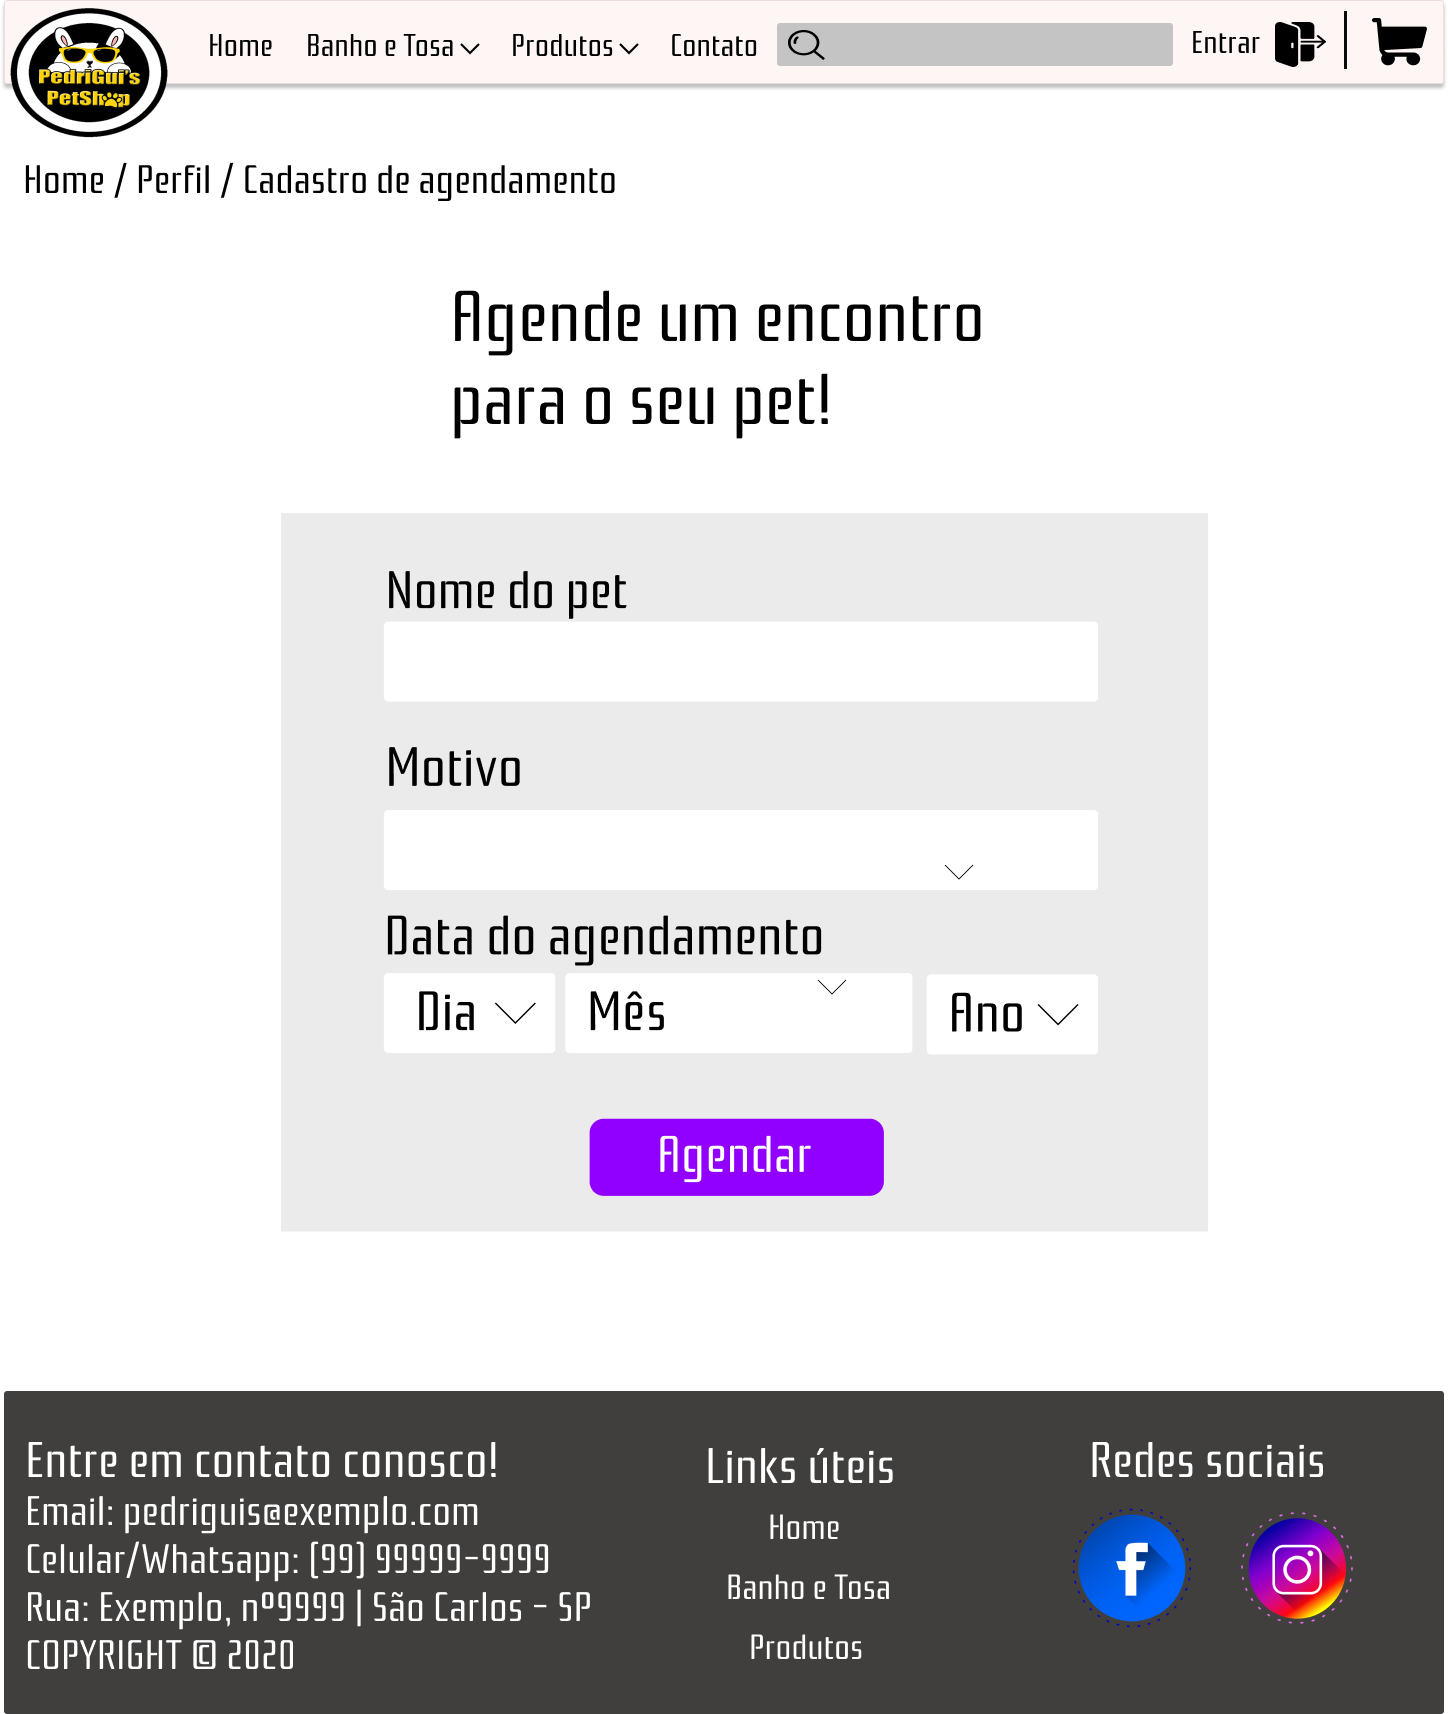 PedriGui's
PetShop
Home Banho e Tosa Produtos Contato Entrar
Home / Perfil / Cadastro de agendamento
Agende um encontro
para o seu pet!
Nome do pet
Motivo
Data do agendamento
Dia Mês Ano
Agendar
Entre em contato conosco!
Email: pedriguis@exemplo.com
Celular/Whatsapp: (99) 99999-9999
Rua: Exemplo, nº9999 | São Carlos - SP
COPYRIGHT © 2020
Links úteis
Home
Banho e Tosa
Produtos
Redes sociais